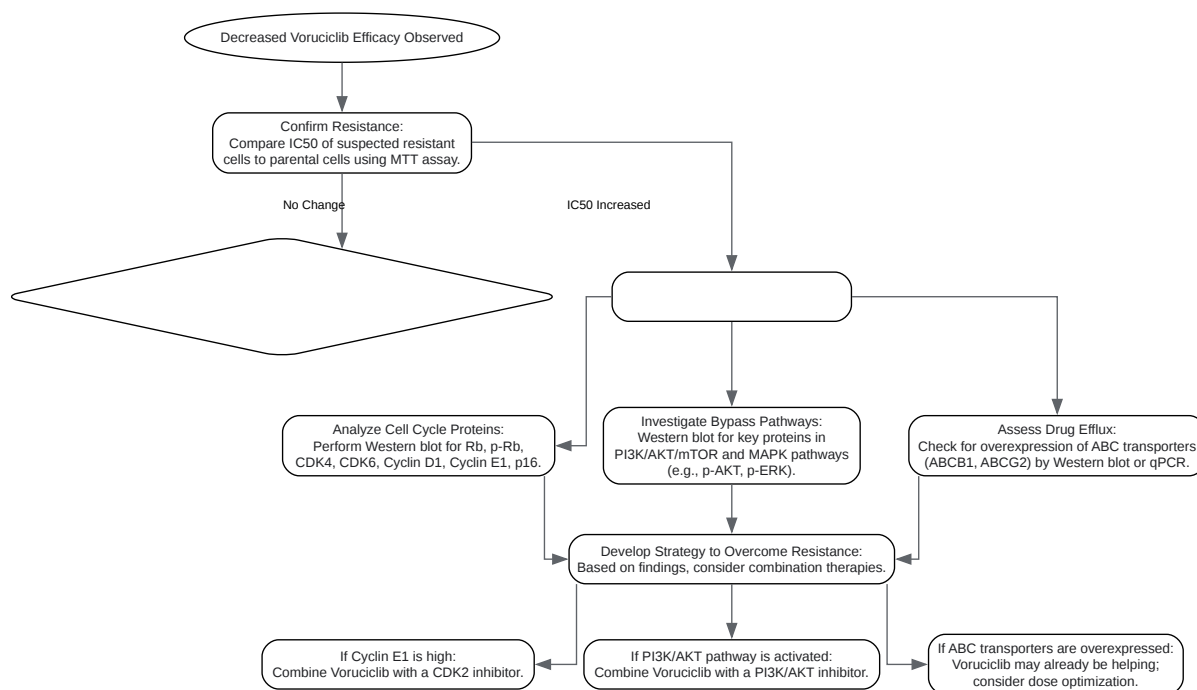 Decreased Voruciclib Efficacy Observed
Confirm Resistance:
Compare IC50 of suspected resistant
cells to parental cells using MTT assay.
No Change
IC50 Increased
Analyze Cell Cycle Proteins:
Perform Western blot for Rb, p-Rb,
CDK4, CDK6, Cyclin D1, Cyclin E1, p16.
Investigate Bypass Pathways:
Western blot for key proteins in
PI3K/AKT/mTOR and MAPK pathways
(e.g., p-AKT, p-ERK).
Assess Drug Efflux:
Check for overexpression of ABC transporters
(ABCB1, ABCG2) by Western blot or qPCR.
Develop Strategy to Overcome Resistance:
Based on findings, consider combination therapies.
If Cyclin E1 is high:
Combine Voruciclib with a CDK2 inhibitor.
If PI3K/AKT pathway is activated:
Combine Voruciclib with a PI3K/AKT inhibitor.
If ABC transporters are overexpressed:
Voruciclib may already be helping;
consider dose optimization.